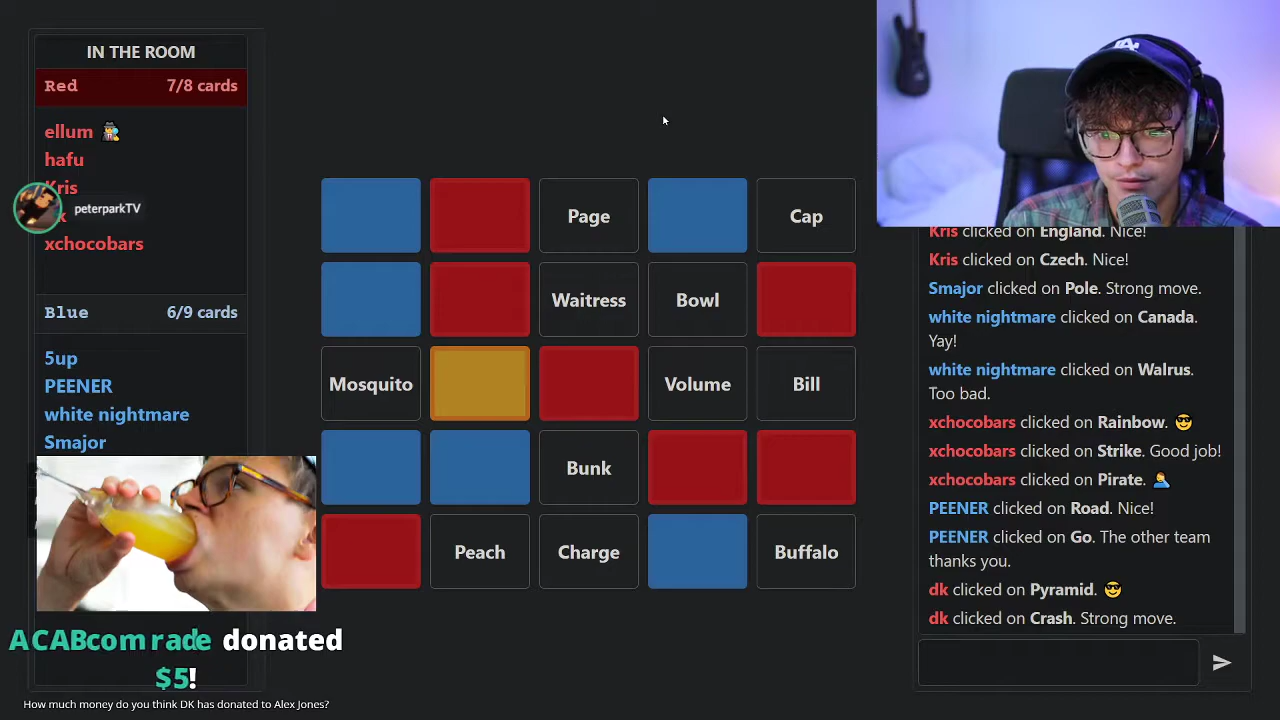 IN THE ROOM
Red 7/8 cards
ellum
hafu
Kris
peterparkTV
xchocobars
Blue 6/9 cards
5up
PEENER
white nightmare
Smajor
Page
Cap
Waitress
Bowl
Mosquito
Volume
Bill
Bunk
Peach
Charge
Buffalo
Kris clicked on England. Nice!
Kris clicked on Czech. Nice!
Smajor clicked on Pole. Strong move.
white nightmare clicked on Canada.
Yay!
white nightmare clicked on Walrus.
Too bad.
xchocobars clicked on Rainbow. 😎
xchocobars clicked on Strike. Good job!
xchocobars clicked on Pirate. 🤦
PEENER clicked on Road. Nice!
PEENER clicked on Go. The other team
thanks you.
dk clicked on Pyramid. 😎
dk clicked on Crash. Strong move.
ACABcomrade donated
$5!
How much money do you think DK has donated to Alex Jones?